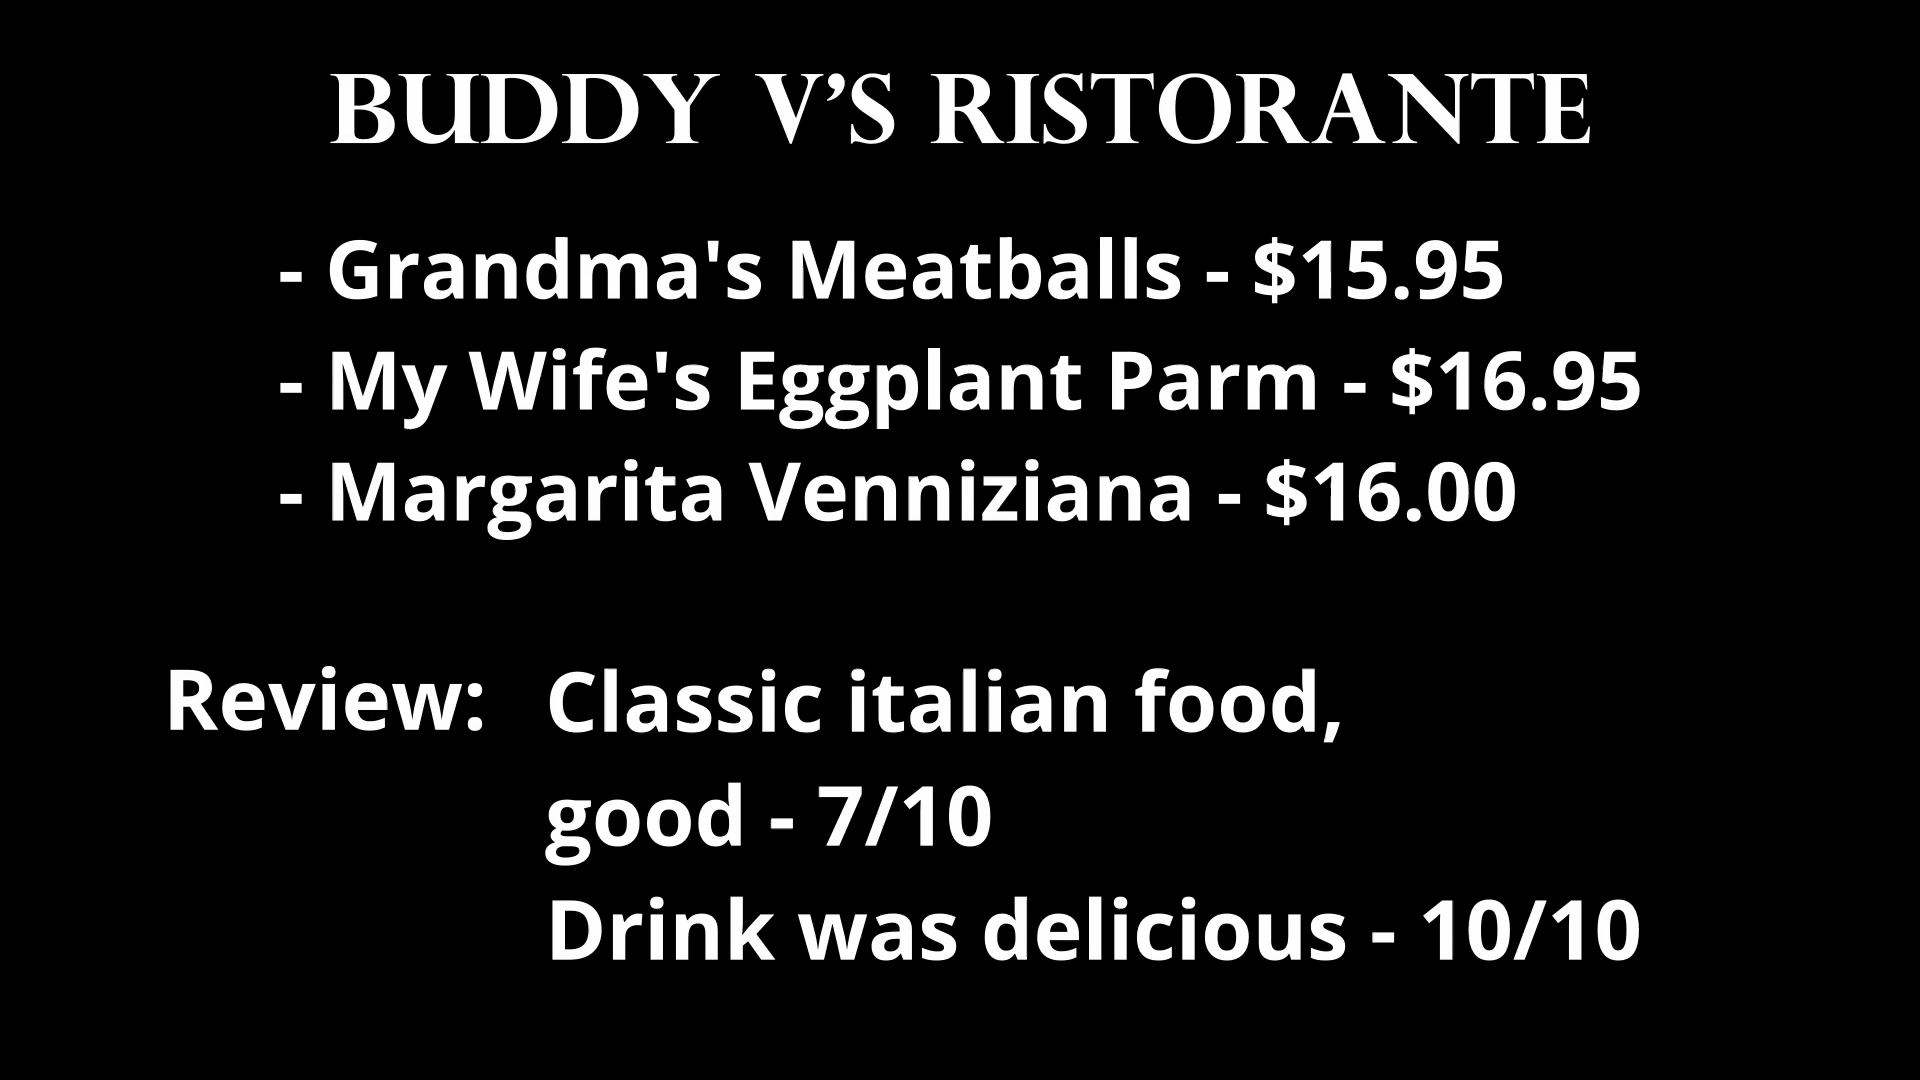 BUDDY V’S RISTORANTE
- Grandma's Meatballs - $15.95
- My Wife's Eggplant Parm - $16.95
- Margarita Venniziana - $16.00
Review: Classic italian food,
good - 7/10
Drink was delicious - 10/10